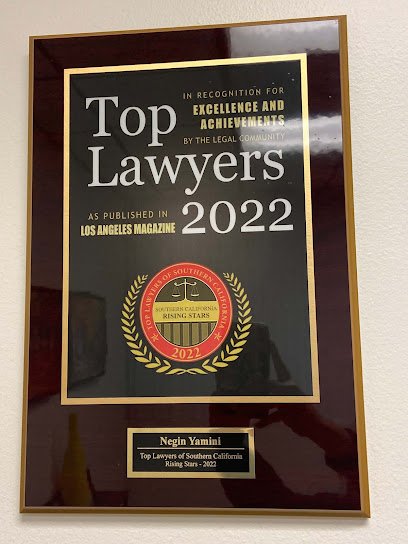 Top
Lawyers
IN RECOGNITION FOR
EXCELLENCE AND
ACHIEVEMENTS
BY THE LEGAL COMMUNITY
AS PUBLISHED IN
LOS ANGELES MAGAZINE
2022
TOP LAWYERS OF SOUTHERN CALIFORNIA
SOUTHERN CALIFORNIA
RISING STARS
2022
Negin Yamini
Top Lawyers of Southern California
Rising Stars - 2022